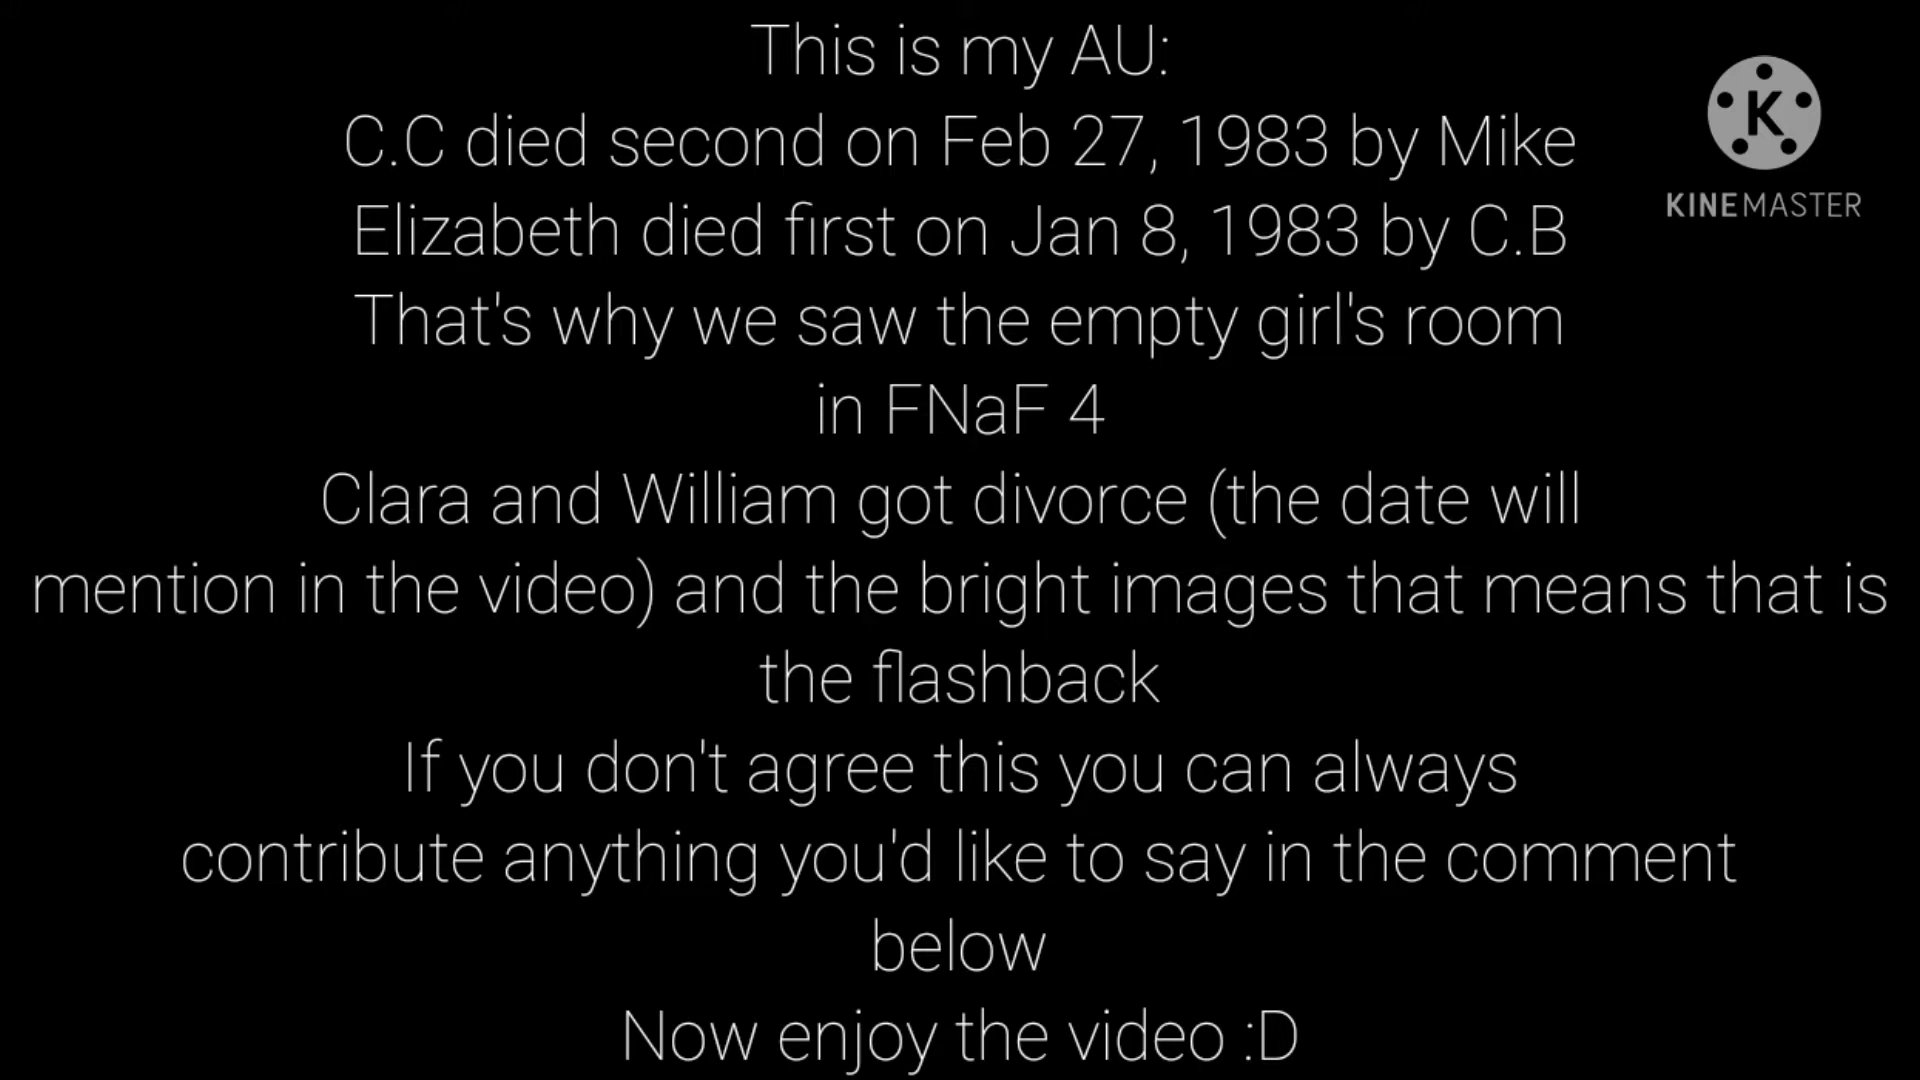 This is my AU:
C.C died second on Feb 27, 1983 by Mike
Elizabeth died first on Jan 8, 1983 by C.B
That's why we saw the empty girl's room
in FNaF 4
Clara and William got divorce (the date will
mention in the video) and the bright images that means that is
the flashback
If you don't agree this you can always
contribute anything you'd like to say in the comment
below
Now enjoy the video :D
K
KINEMASTER